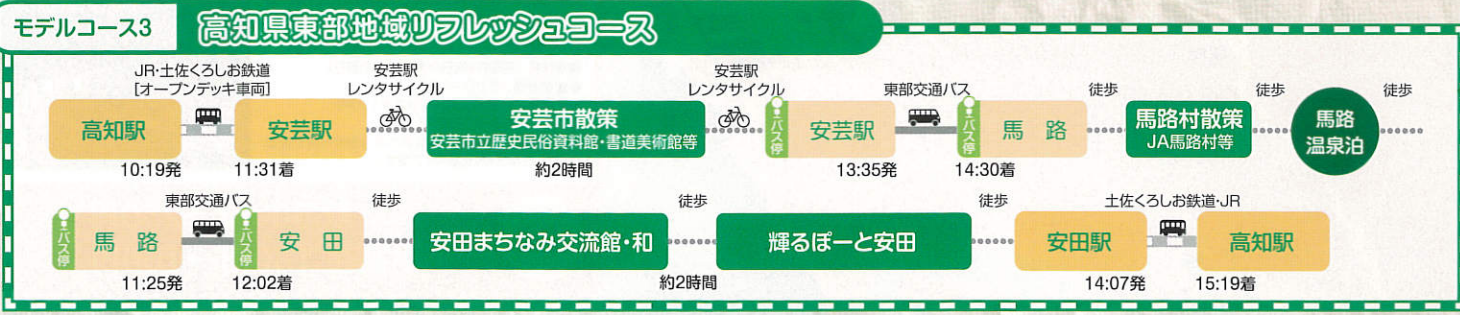 モデルコース3
高知県東部地域リフレッシュコース
JR・土佐くろしお鉄道
[オープンデッキ車両]
安芸駅
レンタサイクル
安芸駅
レンタサイクル
東部交通バス
徒歩
徒歩
徒歩
高知駅
安芸駅
安芸市散策
安芸市立歴史民俗資料館・書道美術館等
バス停
安芸駅
バス停
馬路
馬路村散策
JA馬路村等
馬路
温泉泊
10:19発
11:31着
約2時間
13:35発
14:30着
東部交通バス
徒歩
徒歩
徒歩
土佐くろしお鉄道・JR
バス停
馬路
バス停
安田
安田まちなみ交流館・和
輝るぽーと安田
安田駅
高知駅
11:25発
12:02着
約2時間
14:07発
15:19着